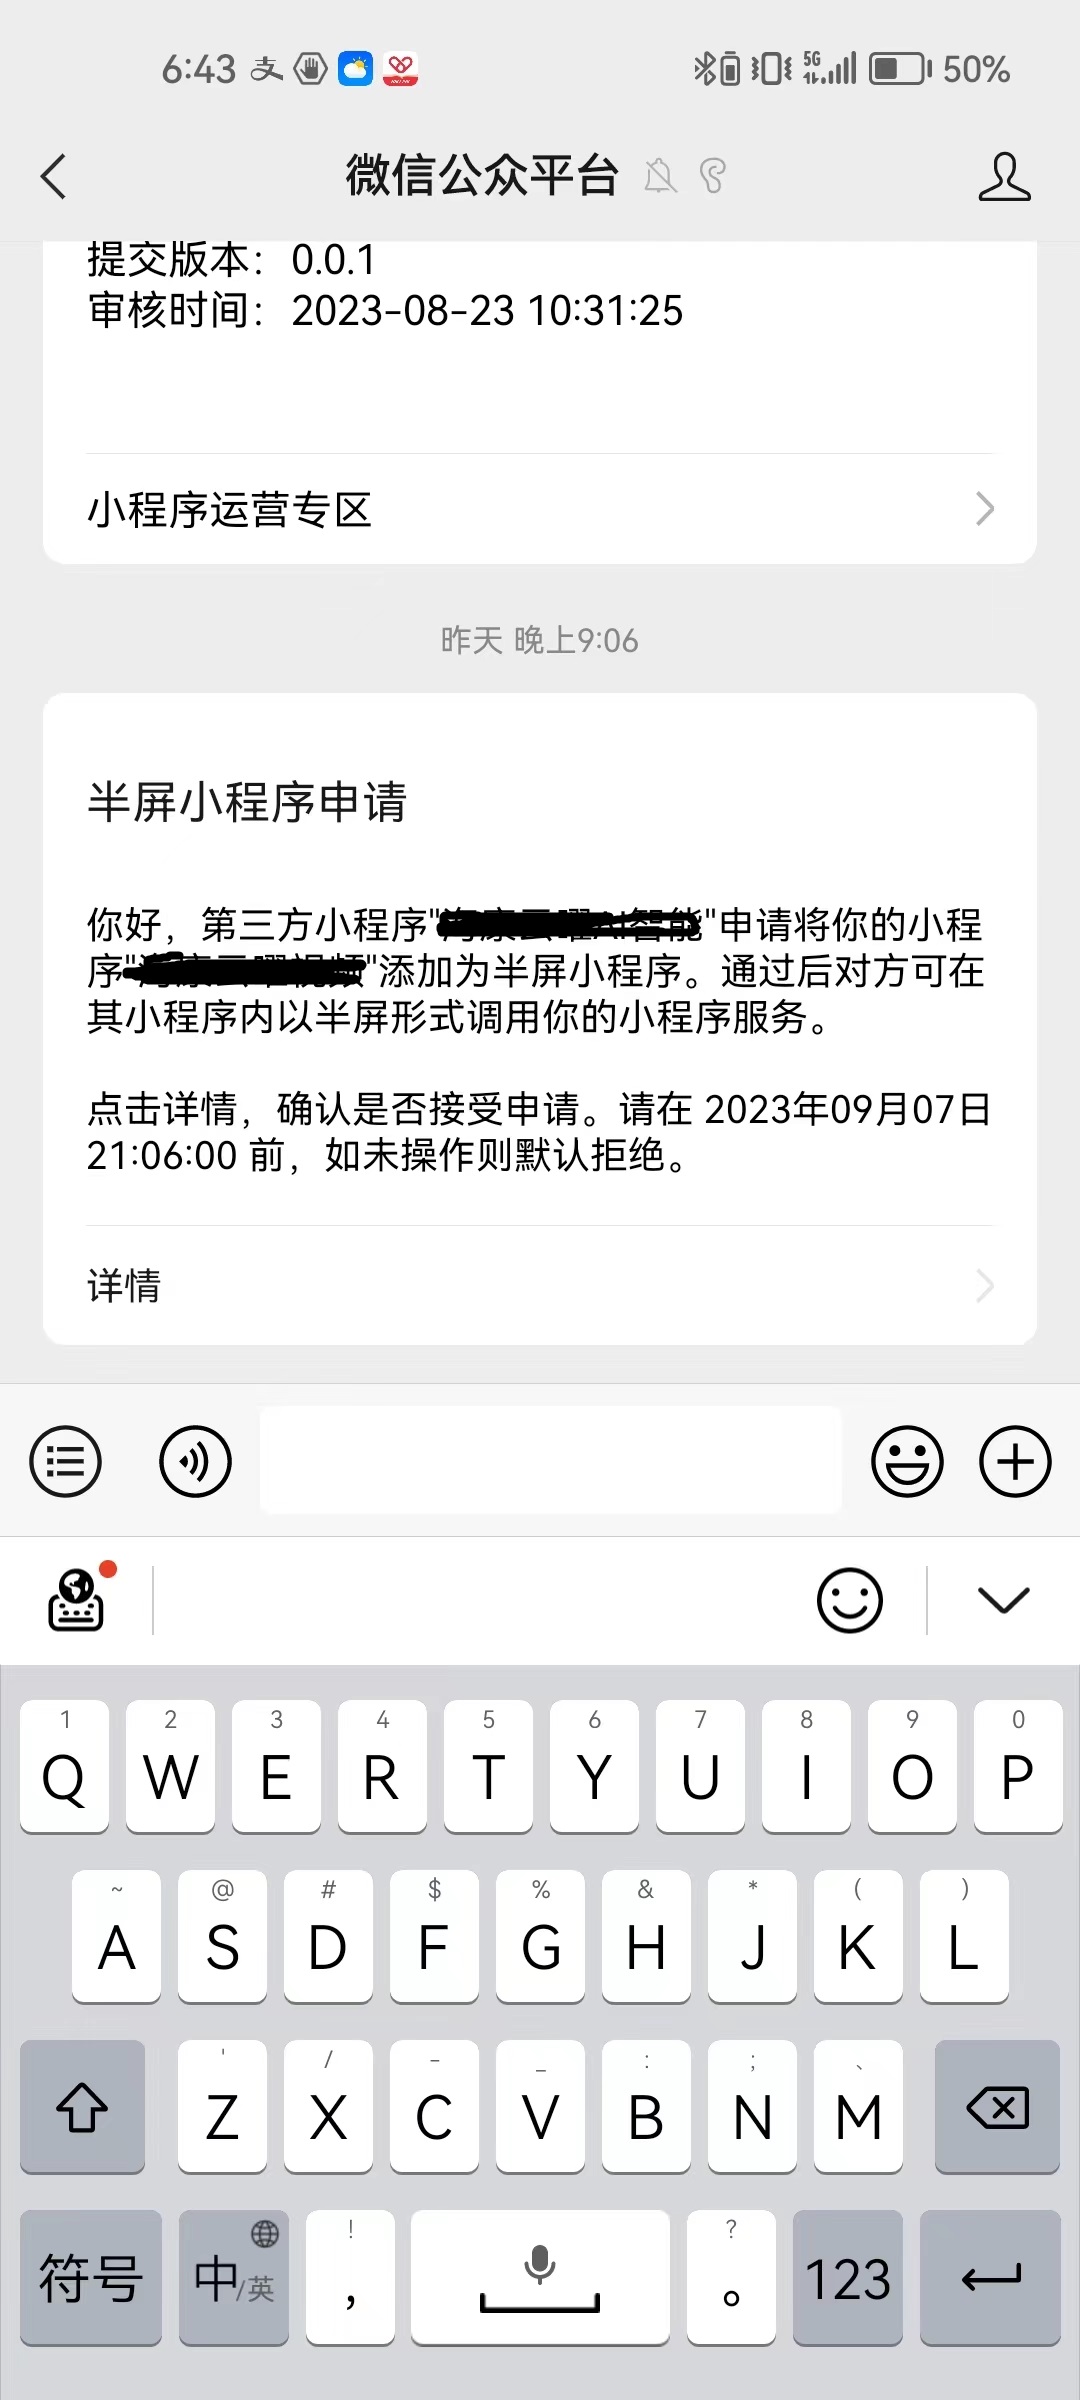 6:43 支 5G 50%
微信公众平台
提交版本：0.0.1
审核时间：2023-08-23 10:31:25
小程序运营专区
昨天 晚上9:06
半屏小程序申请
你好，第三方小程序"智能"申请将你的小程
序""添加为半屏小程序。通过后对方可在
其小程序内以半屏形式调用你的小程序服务。
点击详情，确认是否接受申请。请在 2023年09月07日
21:06:00 前，如未操作则默认拒绝。
详情
1 2 3 4 5 6 7 8 9 0
Q W E R T Y U I O P
~ @ # $ % & * ( )
A S D F G H J K L
' / - _ : ; 、
Z X C V B N M
! ?
符号 中/英 , 。 123